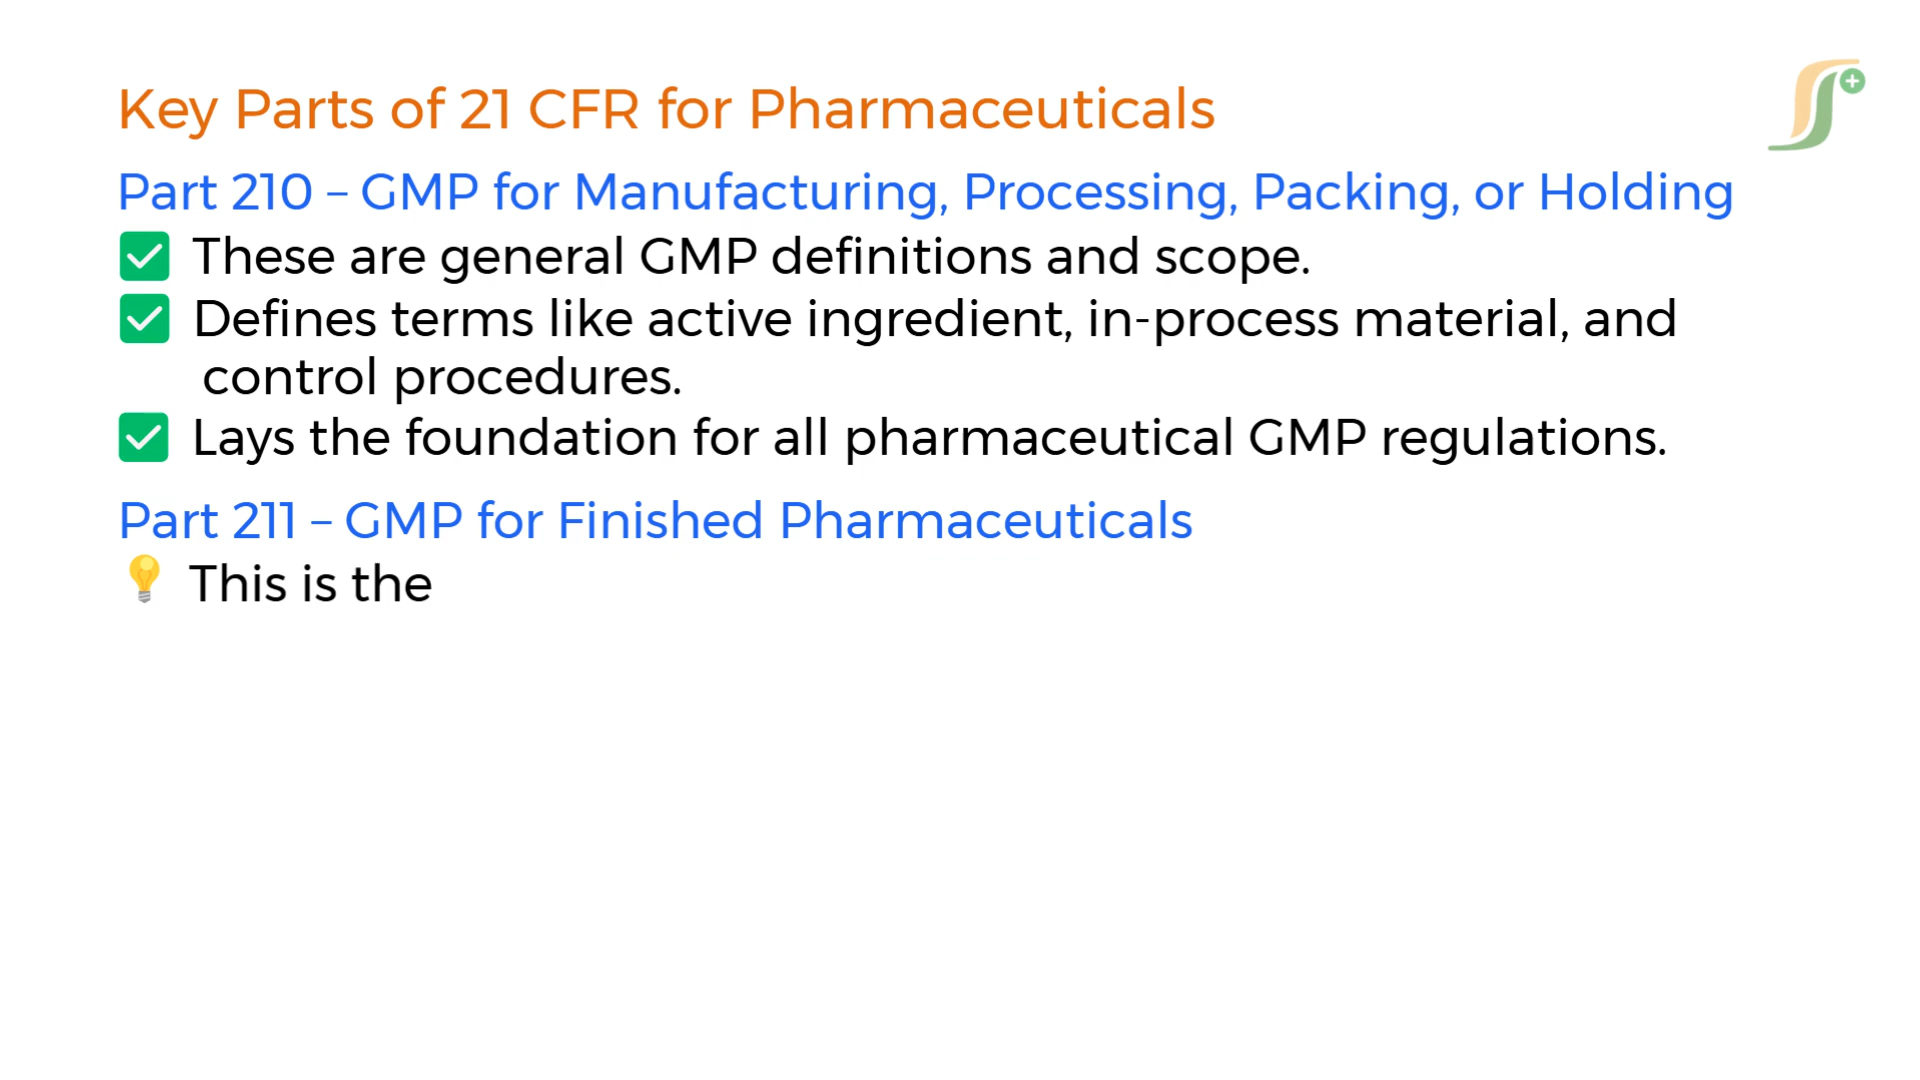 Key Parts of 21 CFR for Pharmaceuticals
Part 210 – GMP for Manufacturing, Processing, Packing, or Holding
✅ These are general GMP definitions and scope.
✅ Defines terms like active ingredient, in-process material, and
control procedures.
✅ Lays the foundation for all pharmaceutical GMP regulations.
Part 211 – GMP for Finished Pharmaceuticals
💡 This is the